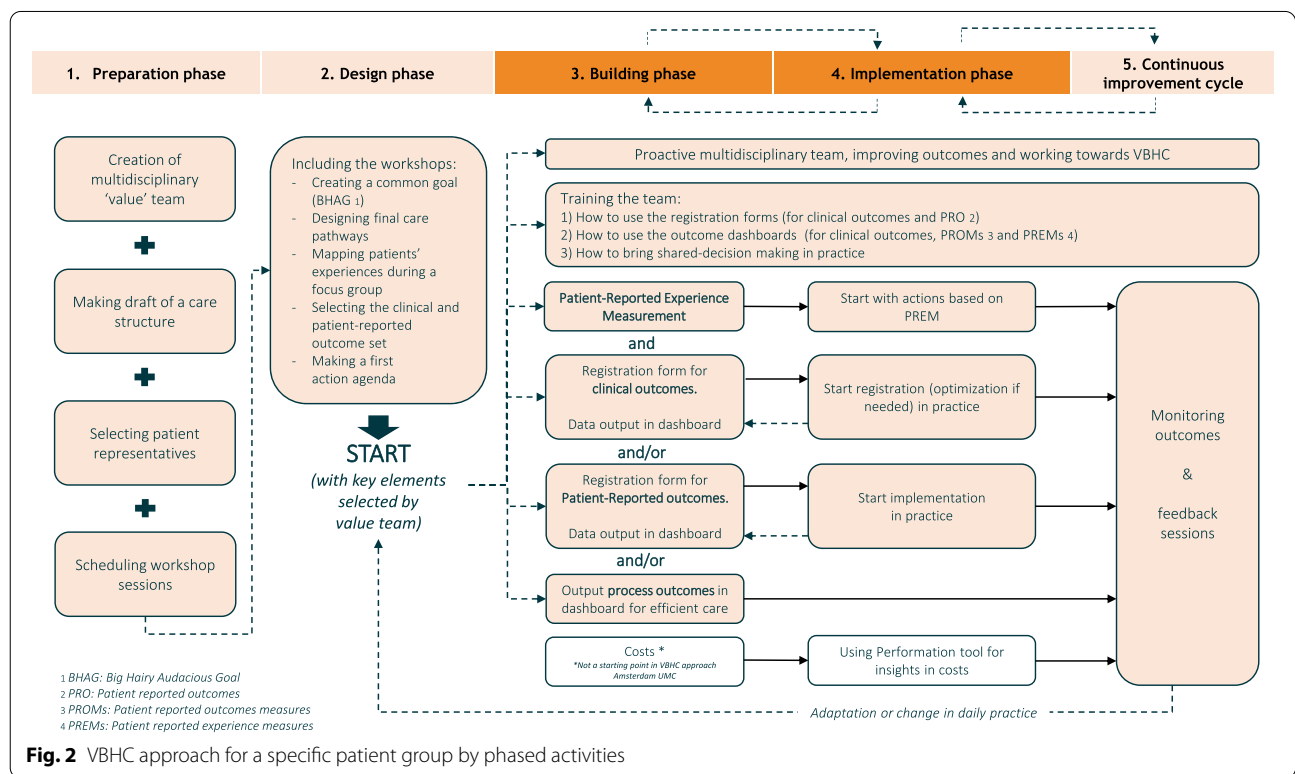 1. Preparation phase
2. Design phase
3. Building phase
4. Implementation phase
5. Continuous
improvement cycle
Creation of
multidisciplinary
'value' team
Making draft of a care
structure
Selecting patient
representatives
Scheduling workshop
sessions
Including the workshops:
- Creating a common goal
(BHAG 1)
- Designing final care
pathways
- Mapping patients'
experiences during a
focus group
- Selecting the clinical and
patient-reported
outcome set
- Making a first
action agenda
START
(with key elements
selected by
value team)
Proactive multidisciplinary team, improving outcomes and working towards VBHC
Training the team:
1) How to use the registration forms (for clinical outcomes and PRO 2)
2) How to use the outcome dashboards (for clinical outcomes, PROMs 3 and PREMs 4)
3) How to bring shared-decision making in practice
Patient-Reported Experience
Measurement
Start with actions based on
PREM
and
Registration form for
clinical outcomes.
Data output in dashboard
Start registration (optimization if
needed) in practice
and/or
Registration form for
Patient-Reported outcomes.
Data output in dashboard
Start implementation
in practice
and/or
Output process outcomes in
dashboard for efficient care
Costs *
*Not a starting point in VBHC approach
Amsterdam UMC
Using Performation tool for
insights in costs
Monitoring
outcomes
&
feedback
sessions
Adaptation or change in daily practice
1 BHAG: Big Hairy Audacious Goal
2 PRO: Patient reported outcomes
3 PROMs: Patient reported outcomes measures
4 PREMs: Patient reported experience measures
Fig. 2 VBHC approach for a specific patient group by phased activities